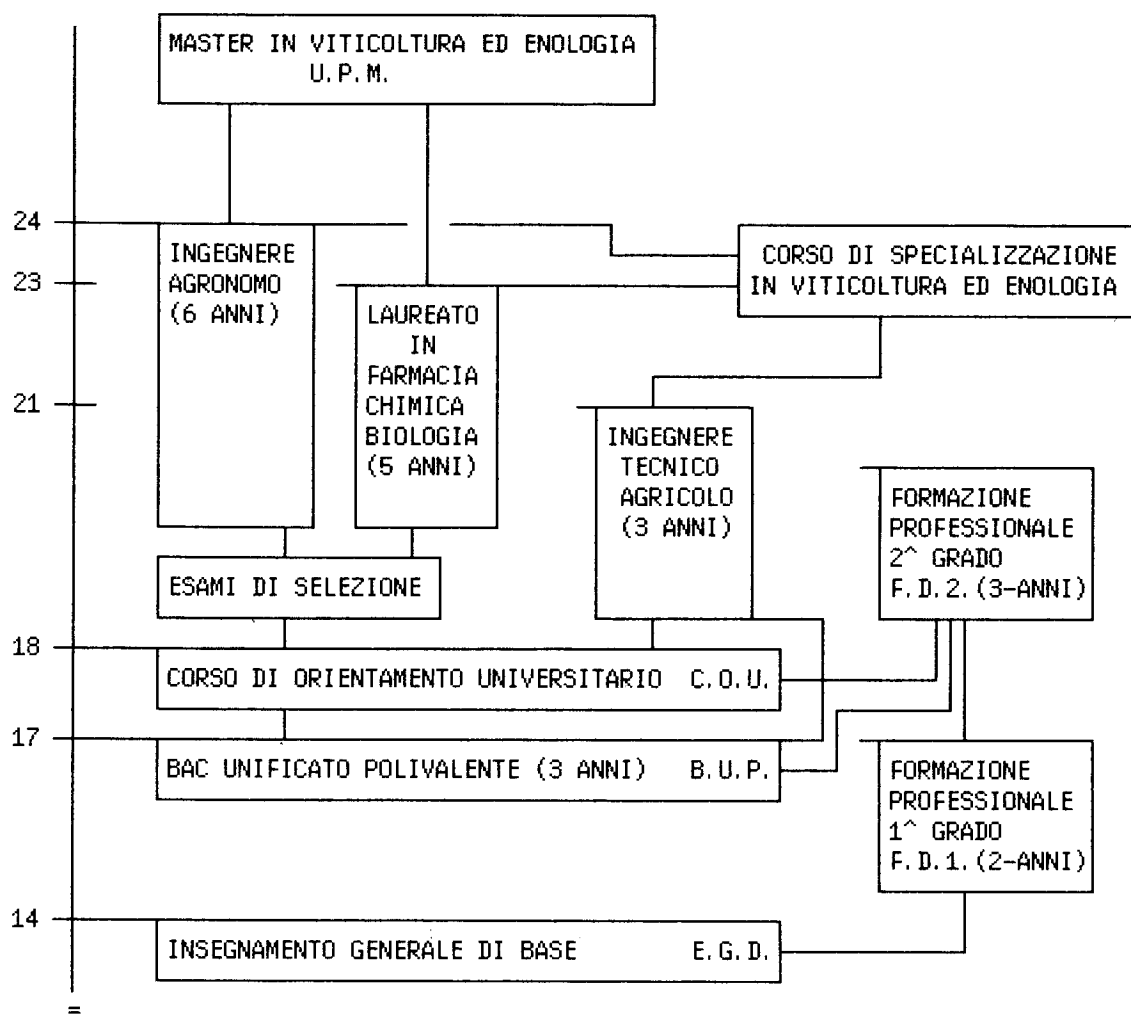 MASTER IN VITICOLTURA ED ENOLOGIA
U.P.M.
24
23
21
18
17
14
=
INGEGNERE
AGRONOMO
(6 ANNI)
LAUREATO
IN
FARMACIA
CHIMICA
BIOLOGIA
(5 ANNI)
CORSO DI SPECIALIZZAZIONE
IN VITICOLTURA ED ENOLOGIA
INGEGNERE
TECNICO
AGRICOLO
(3 ANNI)
FORMAZIONE
PROFESSIONALE
2^ GRADO
F.D.2.(3-ANNI)
ESAMI DI SELEZIONE
CORSO DI ORIENTAMENTO UNIVERSITARIO C.O.U.
BAC UNIFICATO POLIVALENTE (3 ANNI) B.U.P.
FORMAZIONE
PROFESSIONALE
1^ GRADO
F.D.1.(2-ANNI)
INSEGNAMENTO GENERALE DI BASE E.G.D.